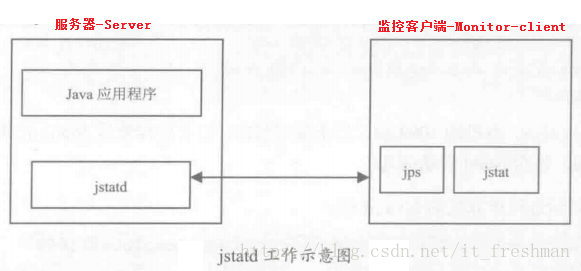 服务器-Server
监控客户端-Monitor-client
Java 应用程序
jstatd
jps
jstat
jstatd 工作示意图
https://blog.csdn.net/it_freshman